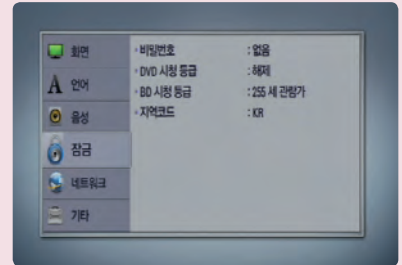 화면
언어
음성
잠금
네트워크
기타
비밀번호 : 없음
DVD 시청 등급 : 해제
BD 시청 등급 : 255 세 관람가
지역코드 : KR